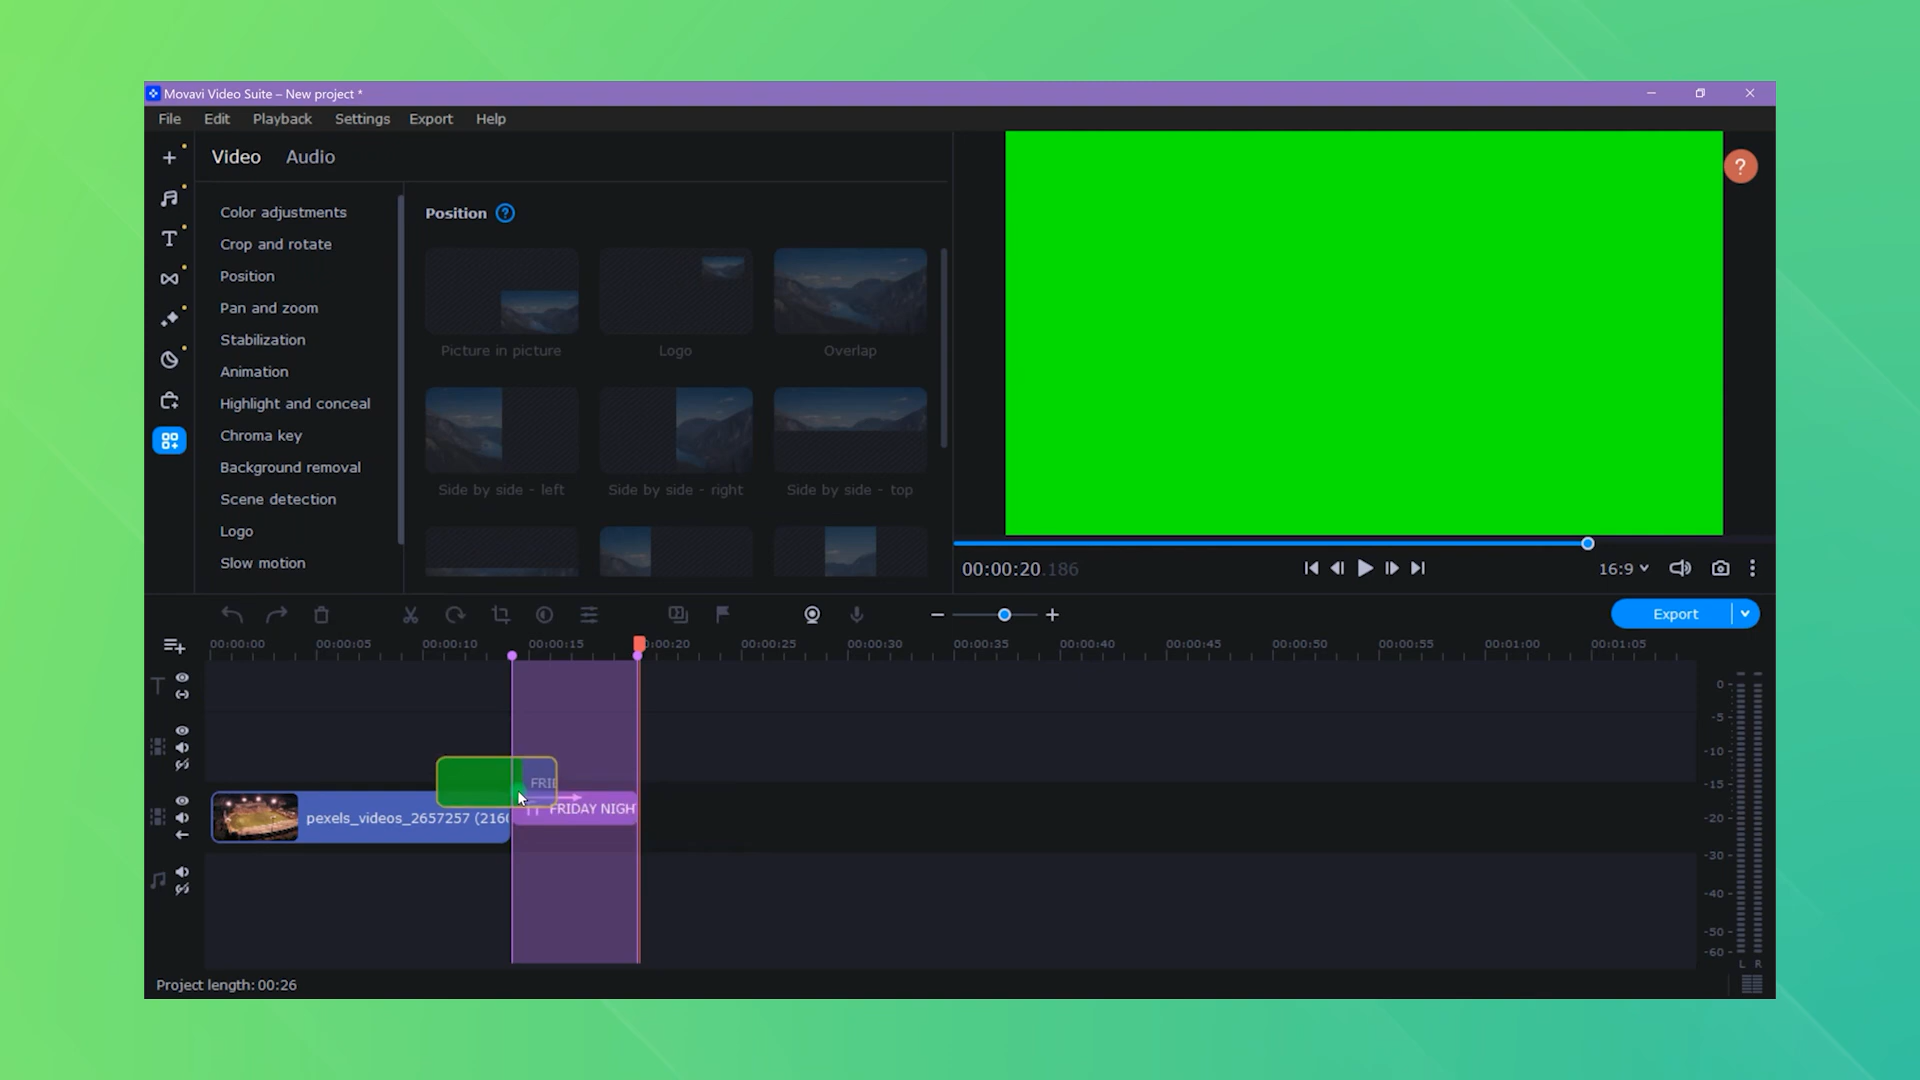 Movavi Video Suite – New project *
File Edit Playback Settings Export Help
Video Audio
Color adjustments
Crop and rotate
Position
Pan and zoom
Stabilization
Animation
Highlight and conceal
Chroma key
Background removal
Scene detection
Logo
Slow motion
Position ?
Picture in picture Logo Overlap
Side by side - left Side by side - right Side by side - top
?
00:00:20.186
16:9
Export
00:00:00 00:00:05 00:00:10 00:00:15 00:00:20 00:00:25 00:00:30 00:00:35 00:00:40 00:00:45 00:00:50 00:00:55 00:01:00 00:01:05
FRI
FRIDAY NIGH
pexels_videos_2657257 (216
0
-5
-10
-15
-20
-30
-40
-50
-60
L R
Project length: 00:26